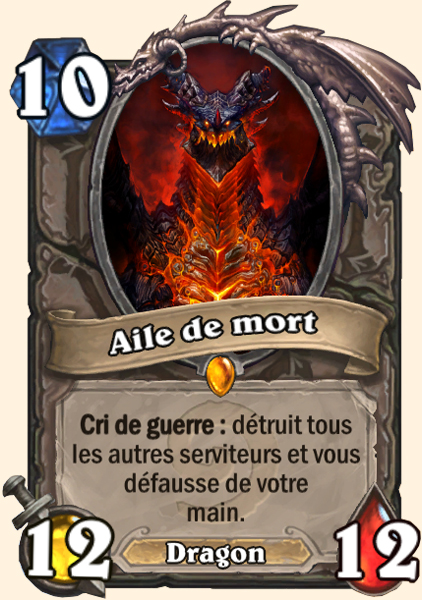 10
Aile de mort
Cri de guerre : détruit tous
les autres serviteurs et vous
défausse de votre
main.
12
Dragon
12